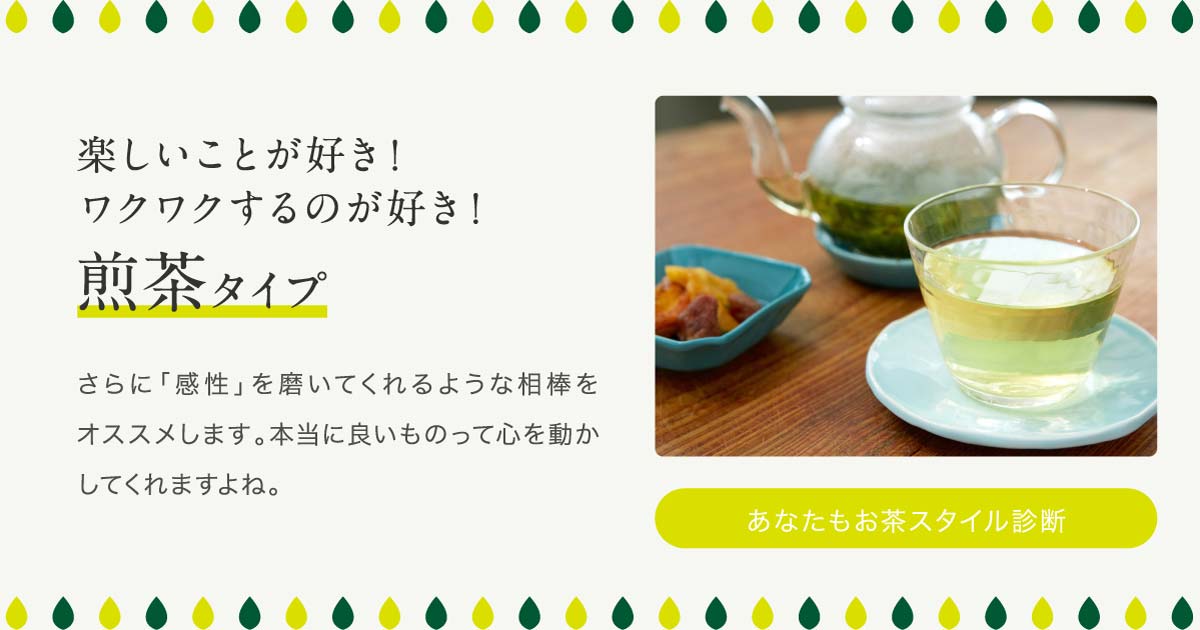 楽しいことが好き！
ワクワクするのが好き！
煎茶タイプ
さらに「感性」を磨いてくれるような相棒を
オススメします。本当に良いものって心を動か
してくれますよね。
あなたもお茶スタイル診断